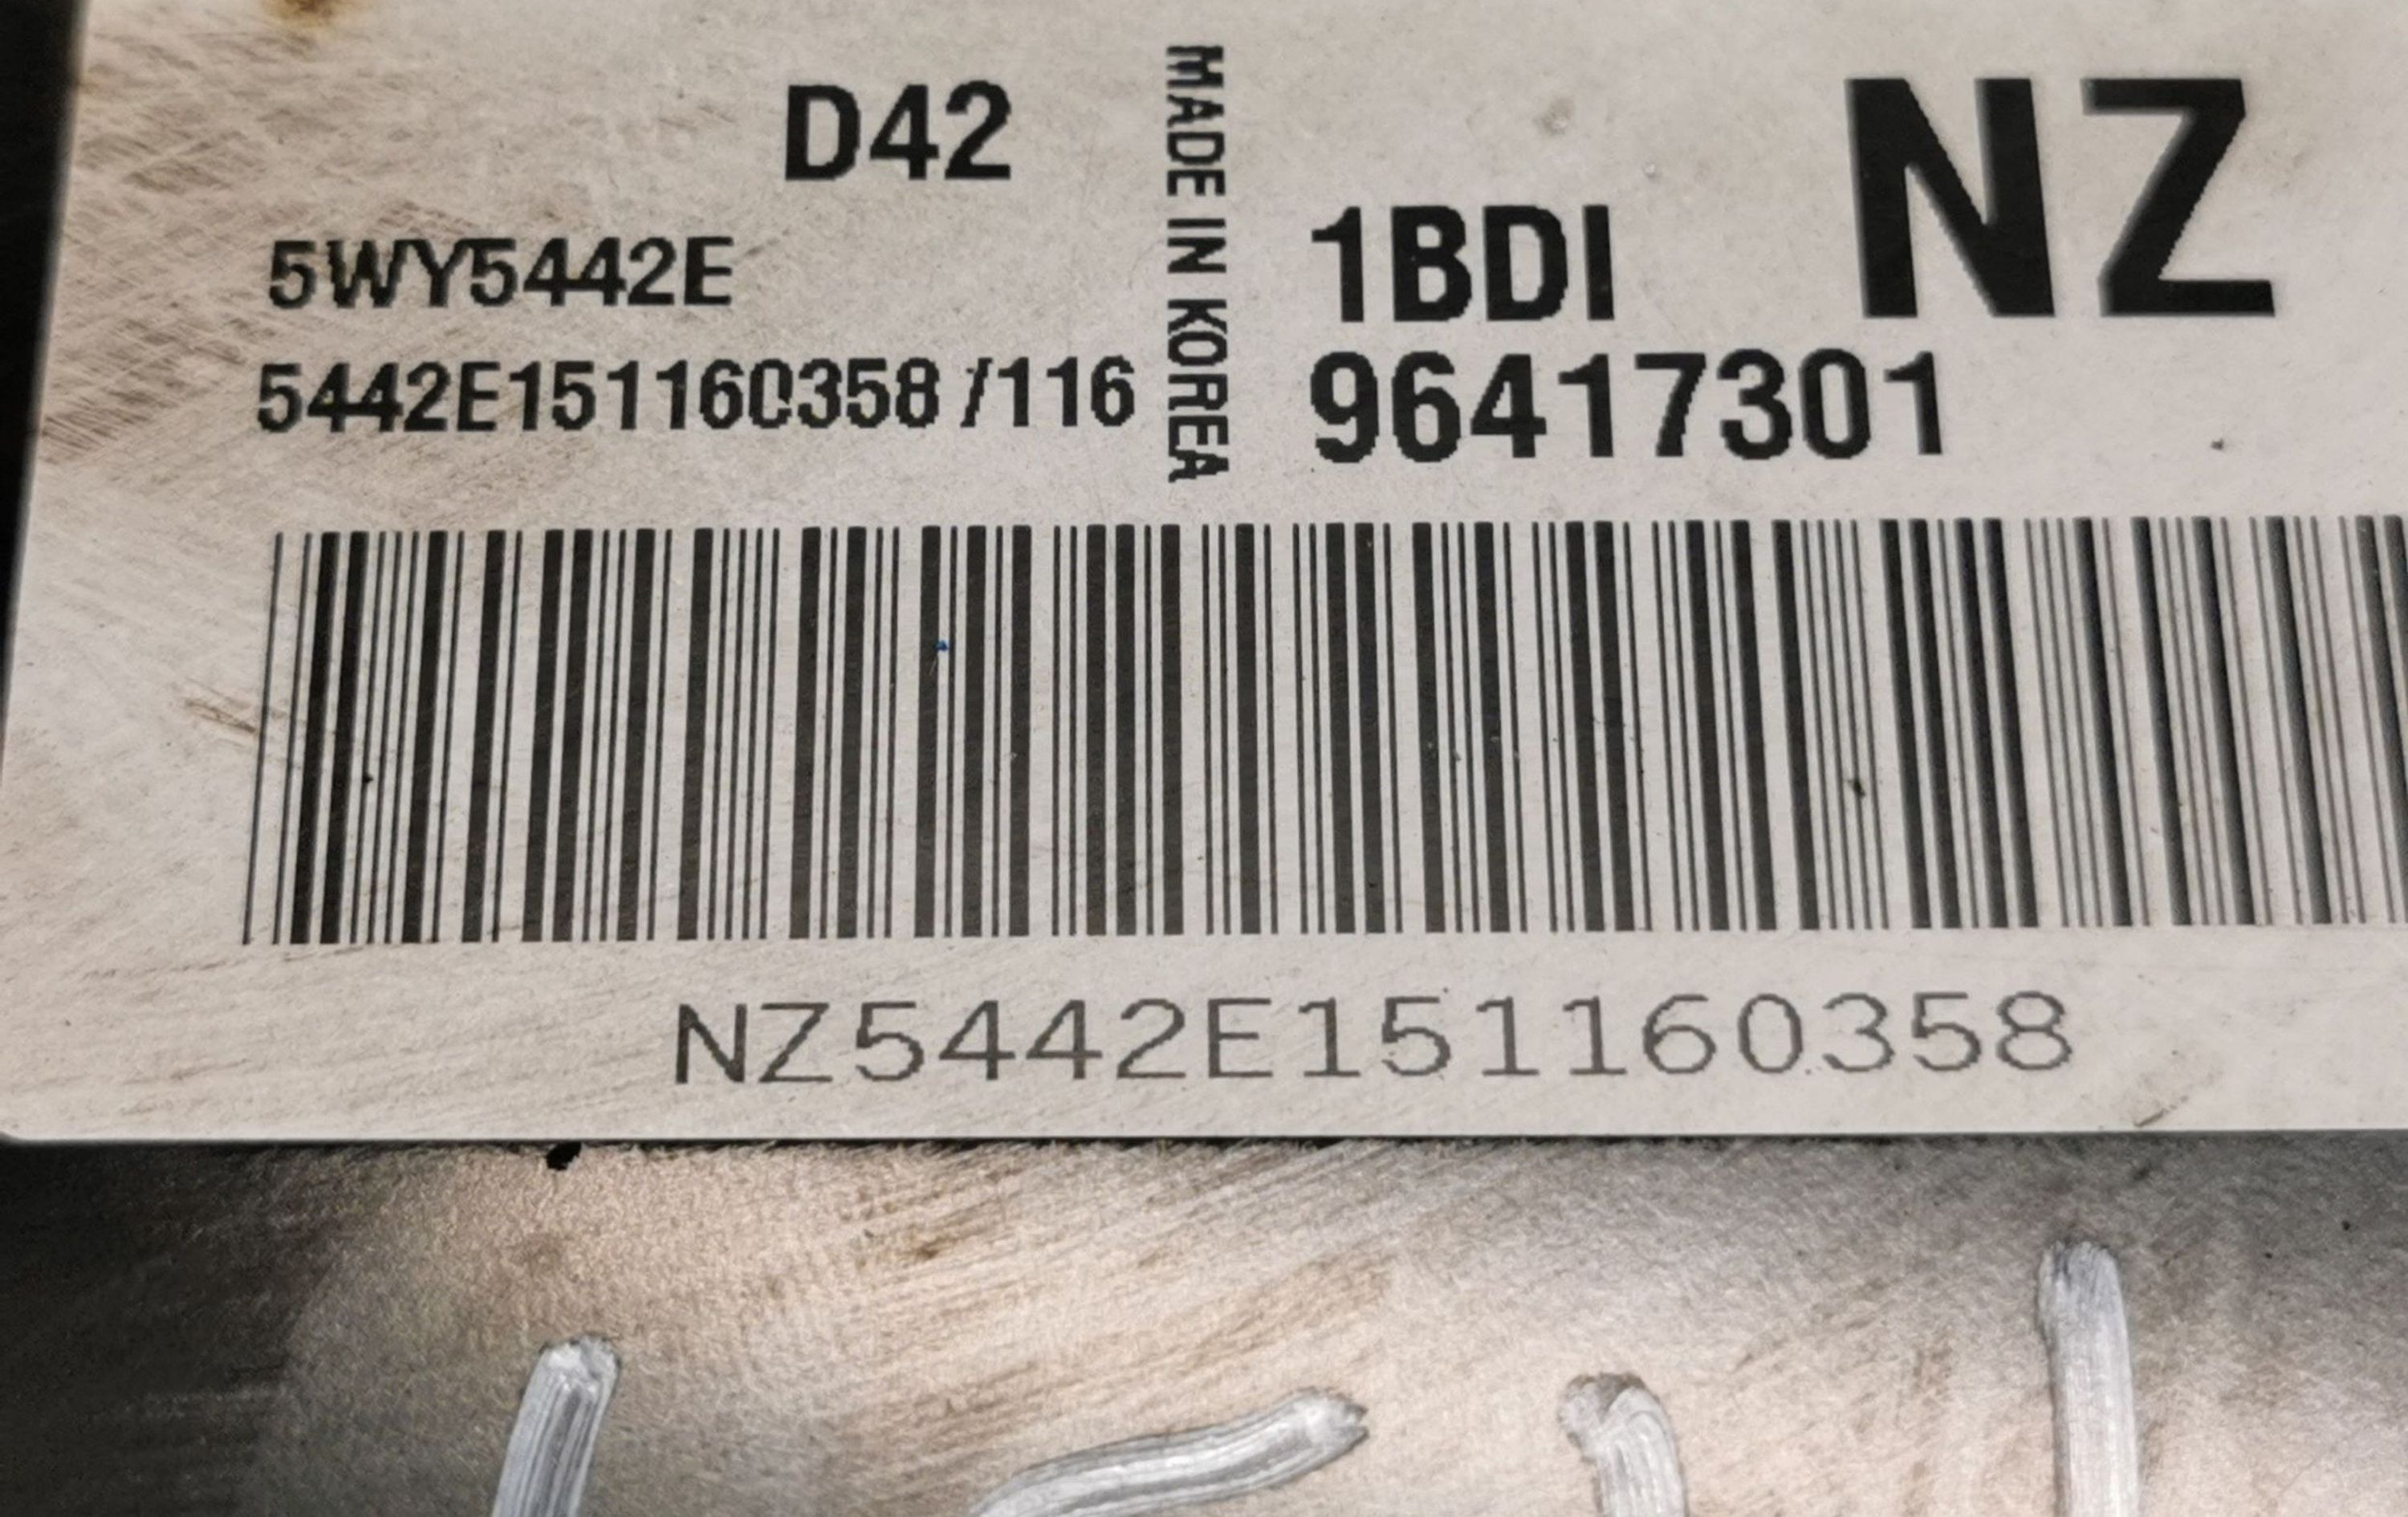 D42
5WY5442E
5442E151160358 /116
MADE IN KOREA
NZ
1BDI
96417301
NZ5442E151160358